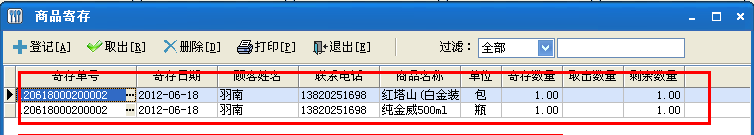 商品寄存
登记[A] 取出[R] 删除[D] 打印[P] 退出[E] 过滤： 全部
寄存单号 寄存日期 顾客姓名 联系电话 商品名称 单位 寄存数量 取出数量 剩余数量
20618000200002 ... 2012-06-18 羽南 13820251698 红塔山(白金装 包 1.00 1.00
20618000200002 ... 2012-06-18 羽南 13820251698 纯金威500ml 瓶 1.00 1.00